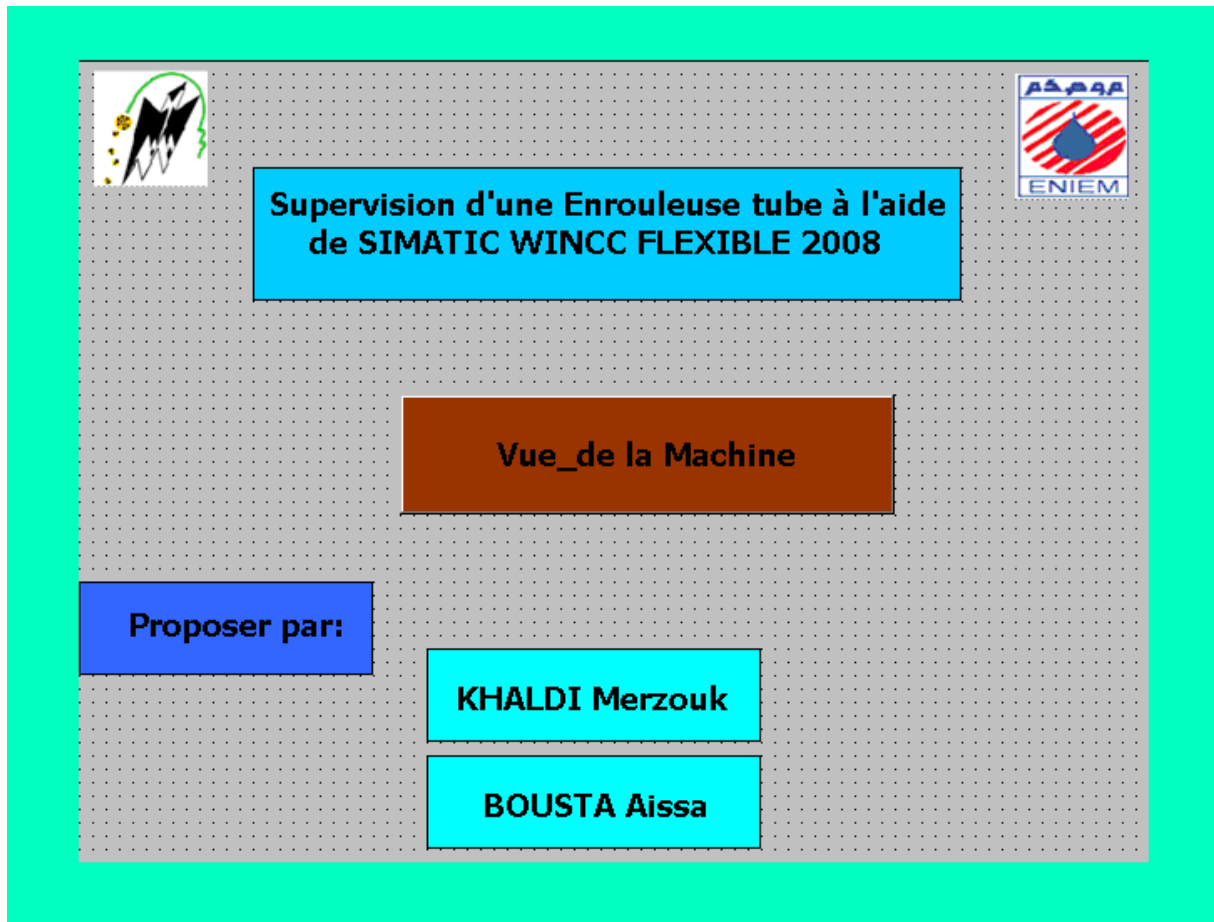 ENIEM
Supervision d'une Enrouleuse tube à l'aide
de SIMATIC WINCC FLEXIBLE 2008
Vue_de la Machine
Proposer par:
KHALDI Merzouk
BOUSTA Aissa